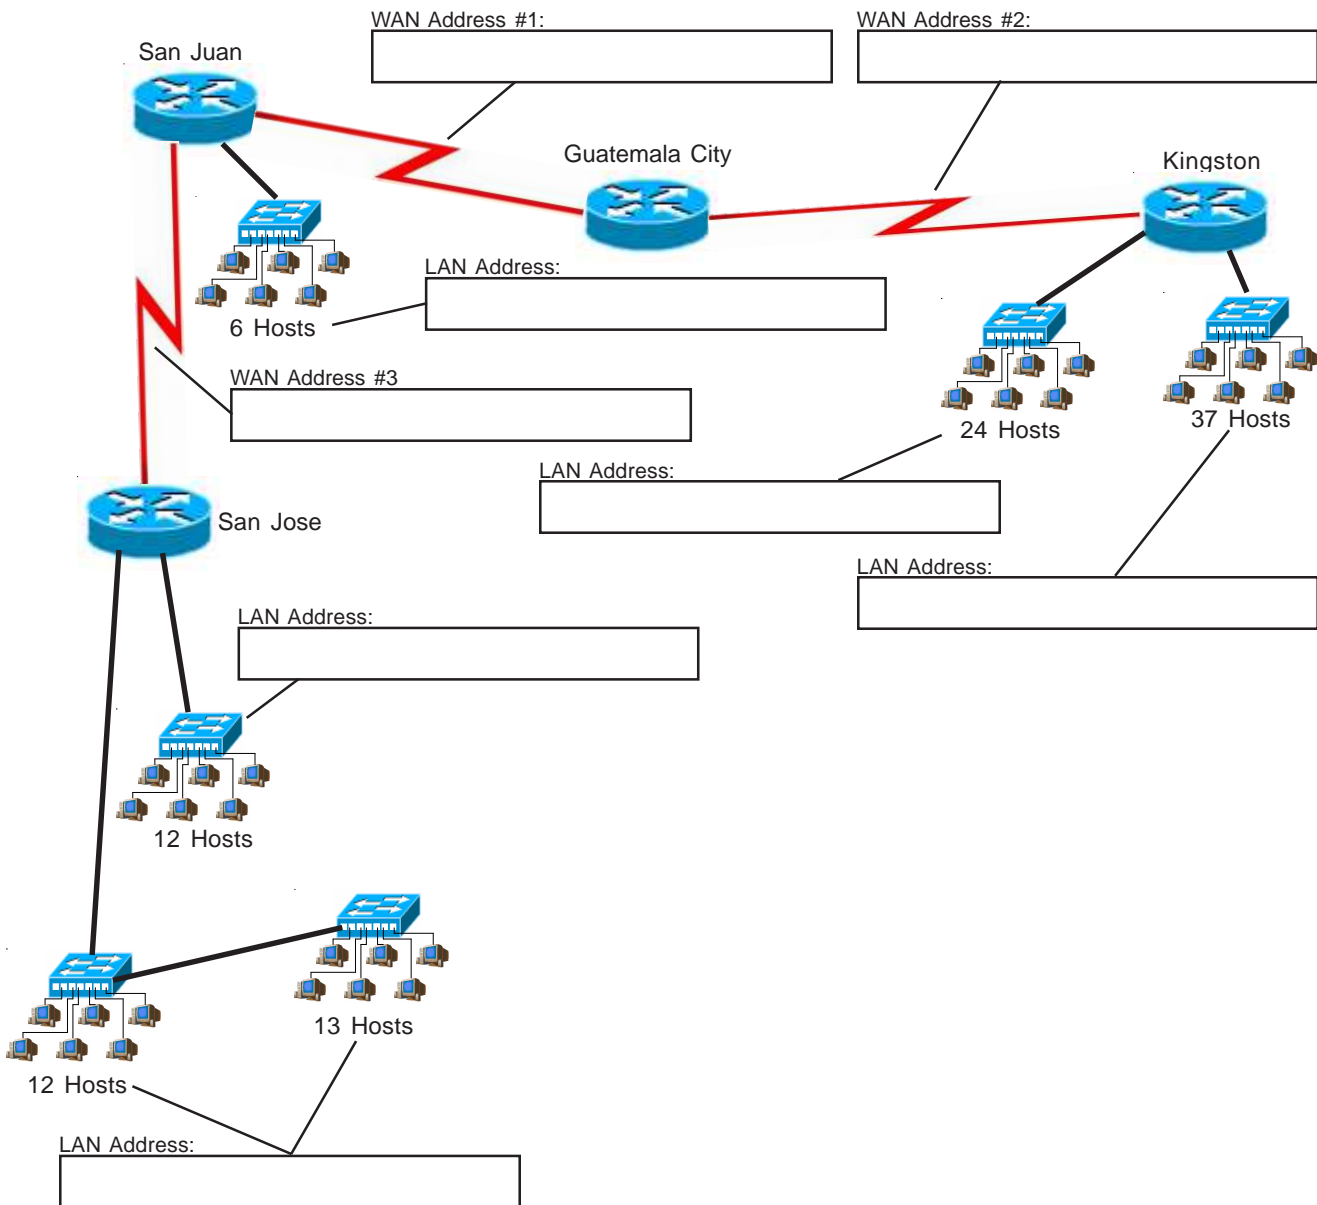 WAN Address #1:
WAN Address #2:
San Juan
Guatemala City
Kingston
LAN Address:
6 Hosts
WAN Address #3
24 Hosts
37 Hosts
LAN Address:
San Jose
LAN Address:
LAN Address:
12 Hosts
13 Hosts
12 Hosts
LAN Address: